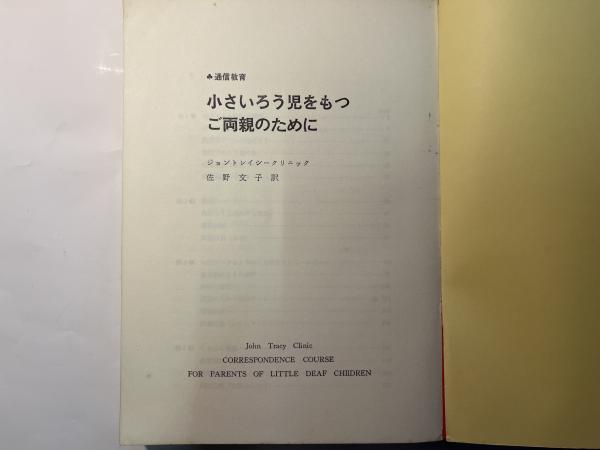 ♣通信教育
小さいろう児をもつ
ご両親のために
ジョントレイシークリニック
佐野文子訳
John Tracy Clinic
CORRESPONDENCE COURSE
FOR PARENTS OF LITTLE DEAF CHIIDREN